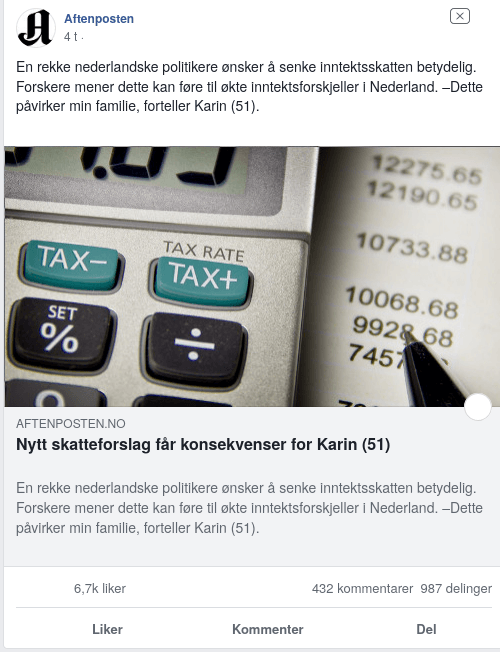 Aftenposten
4 t ·
En rekke nederlandske politikere ønsker å senke inntektsskatten betydelig.
Forskere mener dette kan føre til økte inntektsforskjeller i Nederland. –Dette
påvirker min familie, forteller Karin (51).
12275.65
12190.65
10733.88
10068.68
9928.68
TAX−
TAX RATE
TAX+
SET
%
÷
AFTENPOSTEN.NO
Nytt skatteforslag får konsekvenser for Karin (51)
En rekke nederlandske politikere ønsker å senke inntektsskatten betydelig.
Forskere mener dette kan føre til økte inntektsforskjeller i Nederland. –Dette
påvirker min familie, forteller Karin (51).
6,7k liker
432 kommentarer 987 delinger
Liker Kommenter Del